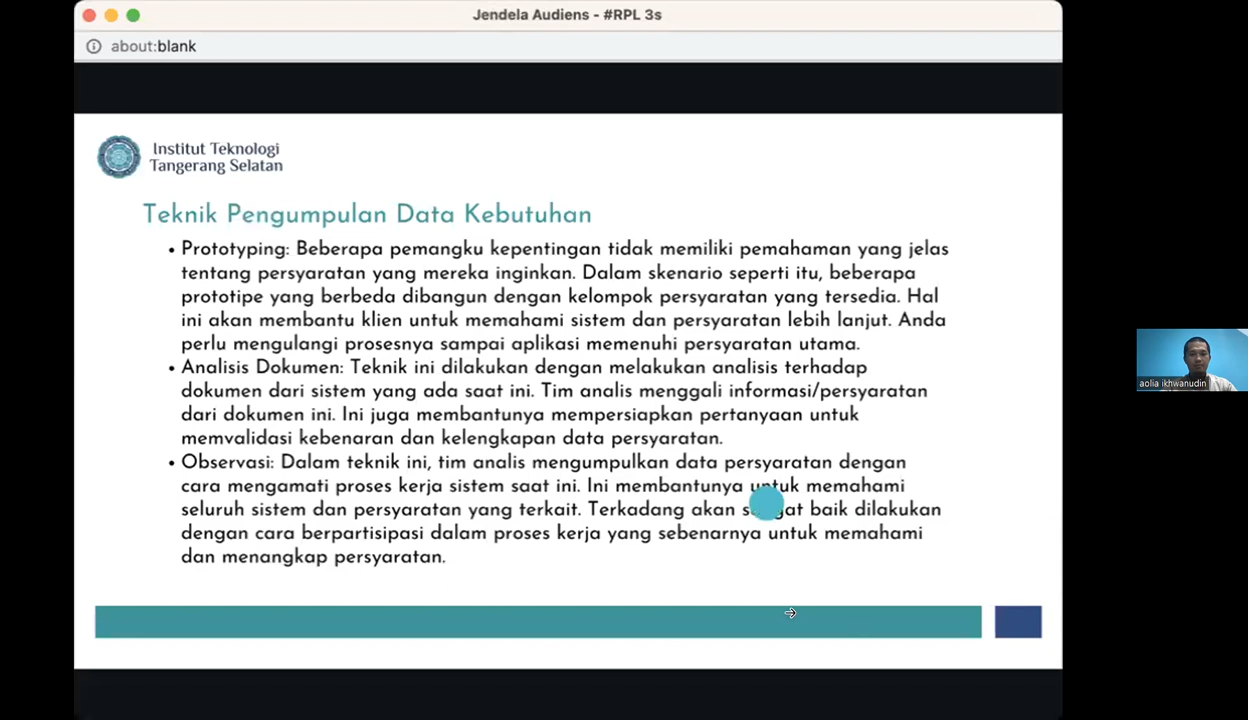 Jendela Audiens - #RPL 3s
about:blank
Institut Teknologi
Tangerang Selatan
Teknik Pengumpulan Data Kebutuhan
• Prototyping: Beberapa pemangku kepentingan tidak memiliki pemahaman yang jelas
tentang persyaratan yang mereka inginkan. Dalam skenario seperti itu, beberapa
prototipe yang berbeda dibangun dengan kelompok persyaratan yang tersedia. Hal
ini akan membantu klien untuk memahami sistem dan persyaratan lebih lanjut. Anda
perlu mengulangi prosesnya sampai aplikasi memenuhi persyaratan utama.
• Analisis Dokumen: Teknik ini dilakukan dengan melakukan analisis terhadap
dokumen dari sistem yang ada saat ini. Tim analis menggali informasi/persyaratan
dari dokumen ini. Ini juga membantunya mempersiapkan pertanyaan untuk
memvalidasi kebenaran dan kelengkapan data persyaratan.
• Observasi: Dalam teknik ini, tim analis mengumpulkan data persyaratan dengan
cara mengamati proses kerja sistem saat ini. Ini membantunya untuk memahami
seluruh sistem dan persyaratan yang terkait. Terkadang akan sangat baik dilakukan
dengan cara berpartisipasi dalam proses kerja yang sebenarnya untuk memahami
dan menangkap persyaratan.
aolia ikhwanudin